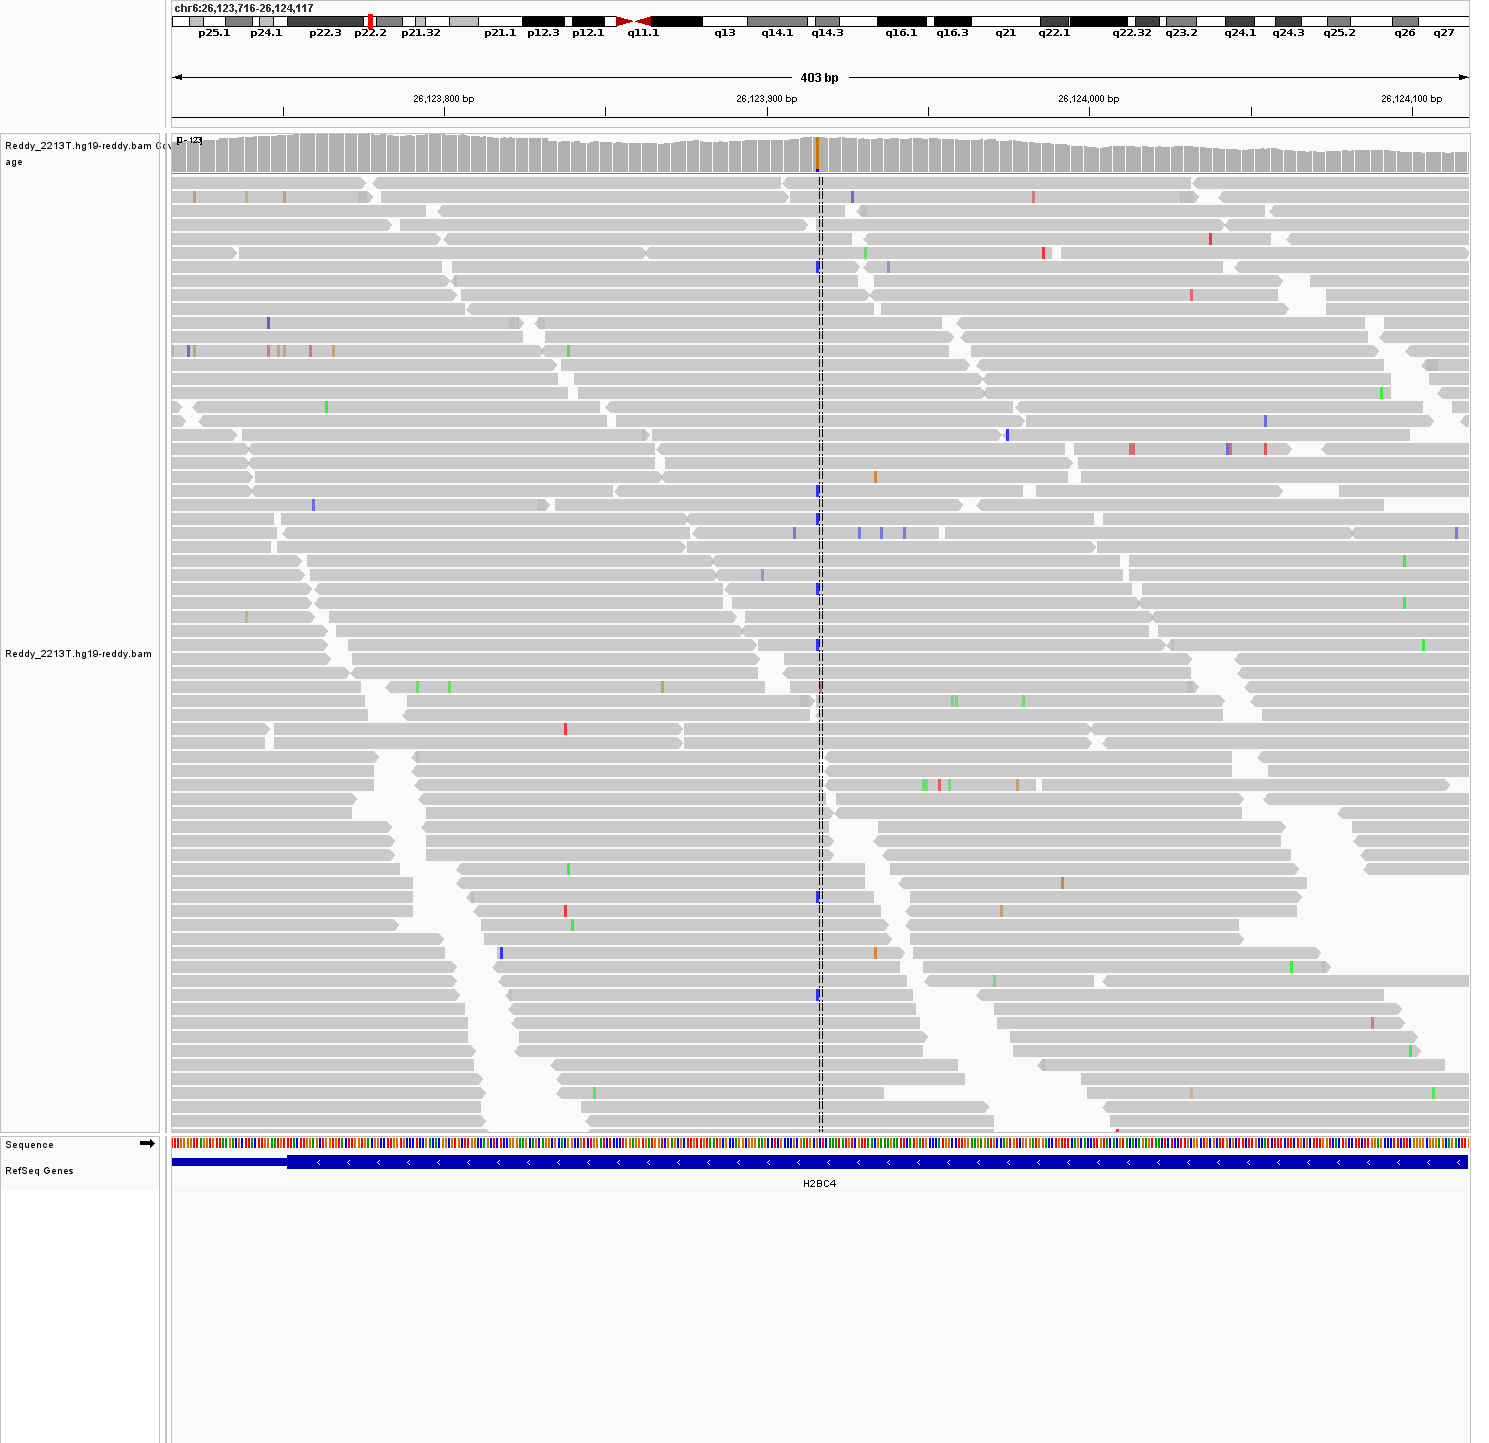 chr6:26,123,716-26,124,117
p25.1 p24.1 p22.3 p22.2 p21.32 p21.1 p12.3 p12.1 q11.1 q13 q14.1 q14.3 q16.1 q16.3 q21 q22.1 q22.32 q23.2 q24.1 q24.3 q25.2 q26 q27
403 bp
26,123,800 bp 26,123,900 bp 26,124,000 bp 26,124,100 bp
Reddy_2213T.hg19-reddy.bam Cov
age
[0 - 123]
Reddy_2213T.hg19-reddy.bam
Sequence
RefSeq Genes
H2BC4